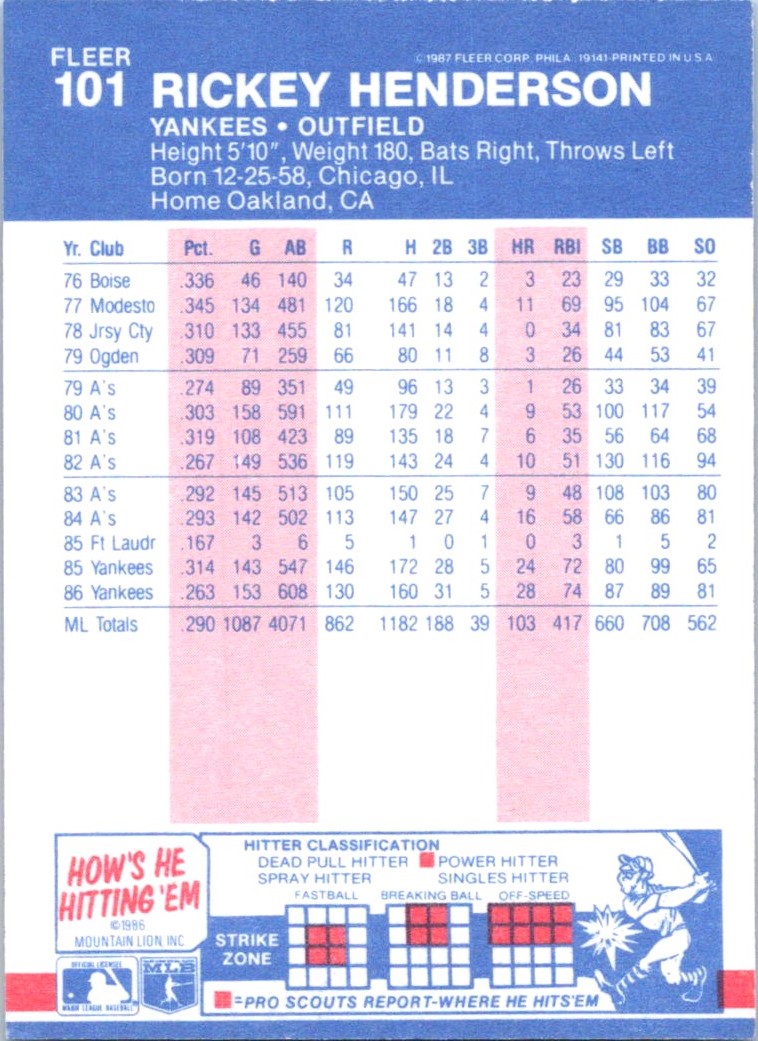 FLEER
©1987 FLEER CORP. PHILA., 19141-PRINTED IN U.S.A.
101 RICKEY HENDERSON
YANKEES • OUTFIELD
Height 5'10", Weight 180, Bats Right, Throws Left
Born 12-25-58, Chicago, IL
Home Oakland, CA
Yr. Club Pct. G AB R H 2B 3B HR RBI SB BB SO
76 Boise .336 46 140 34 47 13 2 3 23 29 33 32
77 Modesto .345 134 481 120 166 18 4 11 69 95 104 67
78 Jrsy Cty .310 133 455 81 141 14 4 0 34 81 83 67
79 Ogden .309 71 259 66 80 11 8 3 26 44 53 41
79 A's .274 89 351 49 96 13 3 1 26 33 34 39
80 A's .303 158 591 111 179 22 4 9 53 100 117 54
81 A's .319 108 423 89 135 18 7 6 35 56 64 68
82 A's .267 149 536 119 143 24 4 10 51 130 116 94
83 A's .292 145 513 105 150 25 7 9 48 108 103 80
84 A's .293 142 502 113 147 27 4 16 58 66 86 81
85 Ft Laudr .167 3 6 5 1 0 1 0 3 1 5 2
85 Yankees .314 143 547 146 172 28 5 24 72 80 99 65
86 Yankees .263 153 608 130 160 31 5 28 74 87 89 81
ML Totals .290 1087 4071 862 1182 188 39 103 417 660 708 562
HOW'S HE
HITTING 'EM
©1986
MOUNTAIN LION, INC
HITTER CLASSIFICATION
DEAD PULL HITTER POWER HITTER
SPRAY HITTER SINGLES HITTER
FASTBALL BREAKING BALL OFF-SPEED
STRIKE
ZONE
=PRO SCOUTS REPORT-WHERE HE HITS'EM
OFFICIAL LICENSEE
MAJOR LEAGUE BASEBALL
MLB